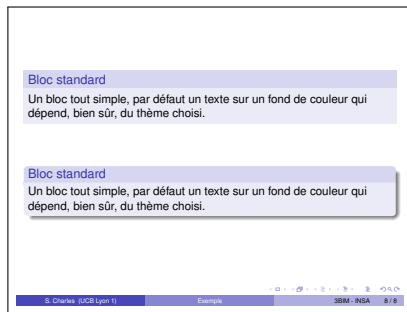 Bloc standard
Un bloc tout simple, par défaut un texte sur un fond de couleur qui
dépend, bien sûr, du thème choisi.
Bloc standard
Un bloc tout simple, par défaut un texte sur un fond de couleur qui
dépend, bien sûr, du thème choisi.
S. Charles (UCB Lyon 1) Exemple 3BIM - INSA 8 / 8